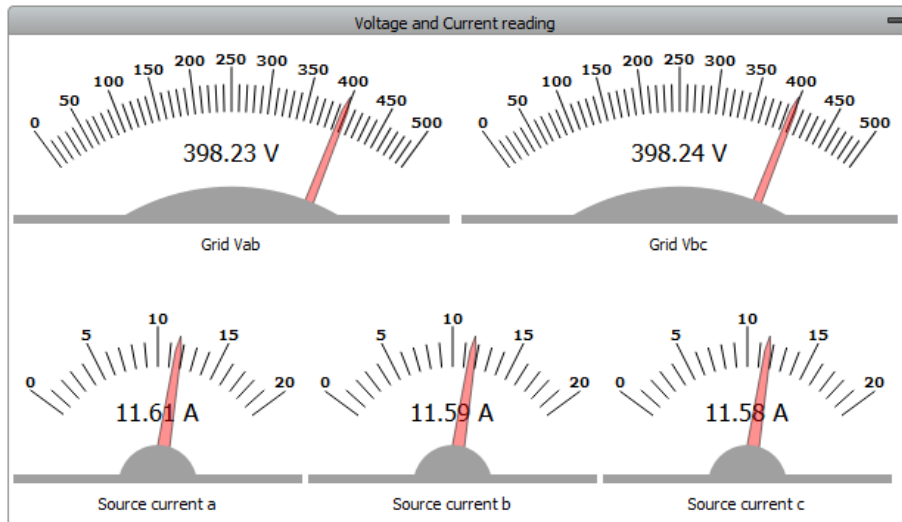 Voltage and Current reading
0 50 100 150 200 250 300 350 400 450 500
398.23 V
Grid Vab
0 50 100 150 200 250 300 350 400 450 500
398.24 V
Grid Vbc
0 5 10 15 20
11.61 A
Source current a
0 5 10 15 20
11.59 A
Source current b
0 5 10 15 20
11.58 A
Source current c